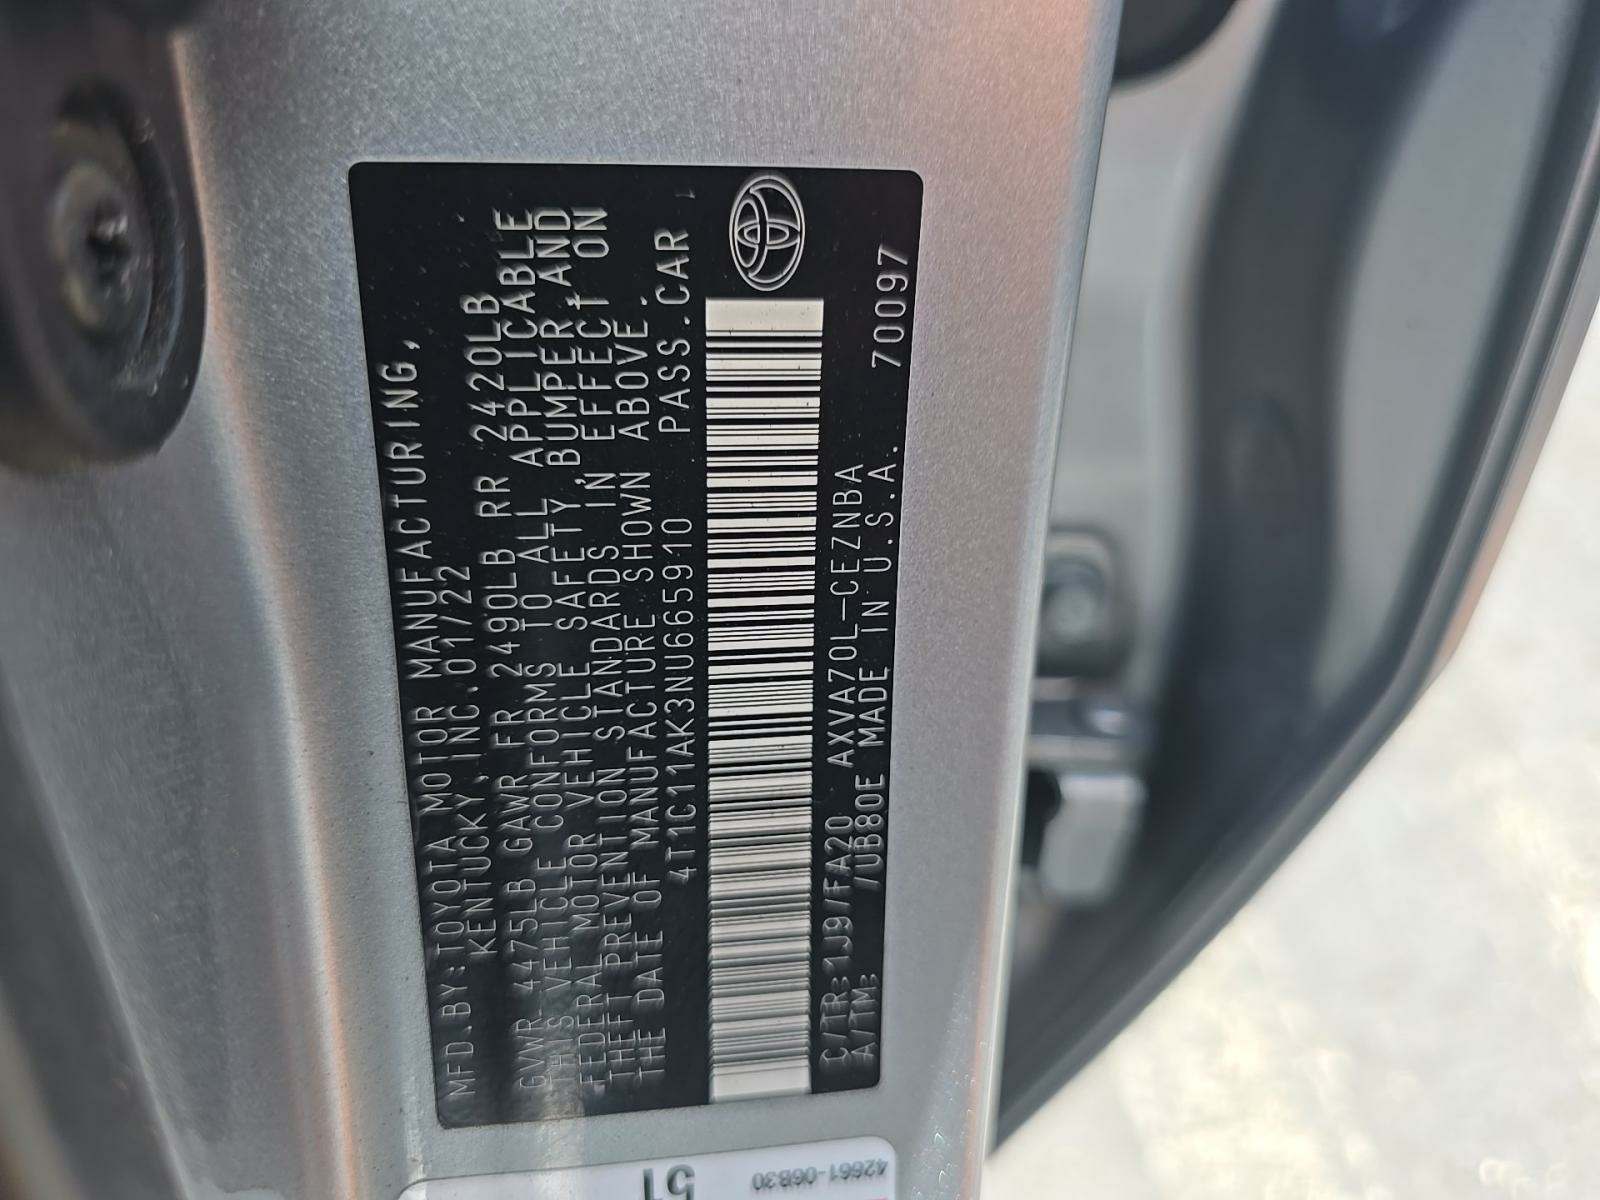 MFD.BY:TOYOTA MOTOR MANUFACTURING,
KENTUCKY,INC.01/22
GVWR 4475LB GAWR FR 2490LB RR 2420LB
THIS VEHICLE CONFORMS TO ALL APPLICABLE
FEDERAL MOTOR VEHICLE SAFETY,BUMPER,AND
THEFT PREVENTION STANDARDS IN EFFECT ON
THE DATE OF MANUFACTURE SHOWN ABOVE.
4T1C11AK3NU665910 PASS.CAR
C/TR:1J9/FA20 AXVA70L-CEZNBA
A/TM: /UB80E MADE IN U.S.A. 70097
42661-06B30
51